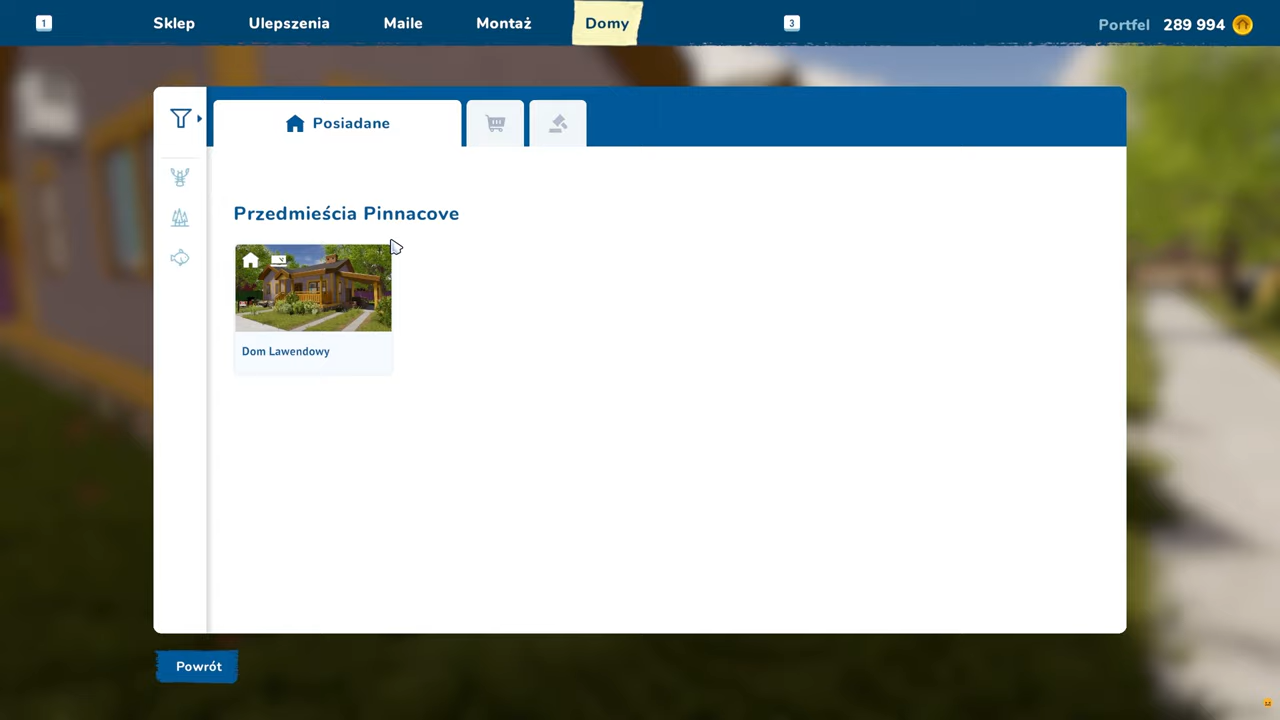 1
Sklep
Ulepszenia
Maile
Montaż
Domy
3
Portfel 289 994
Posiadane
Przedmieścia Pinnacove
Dom Lawendowy
Powrót